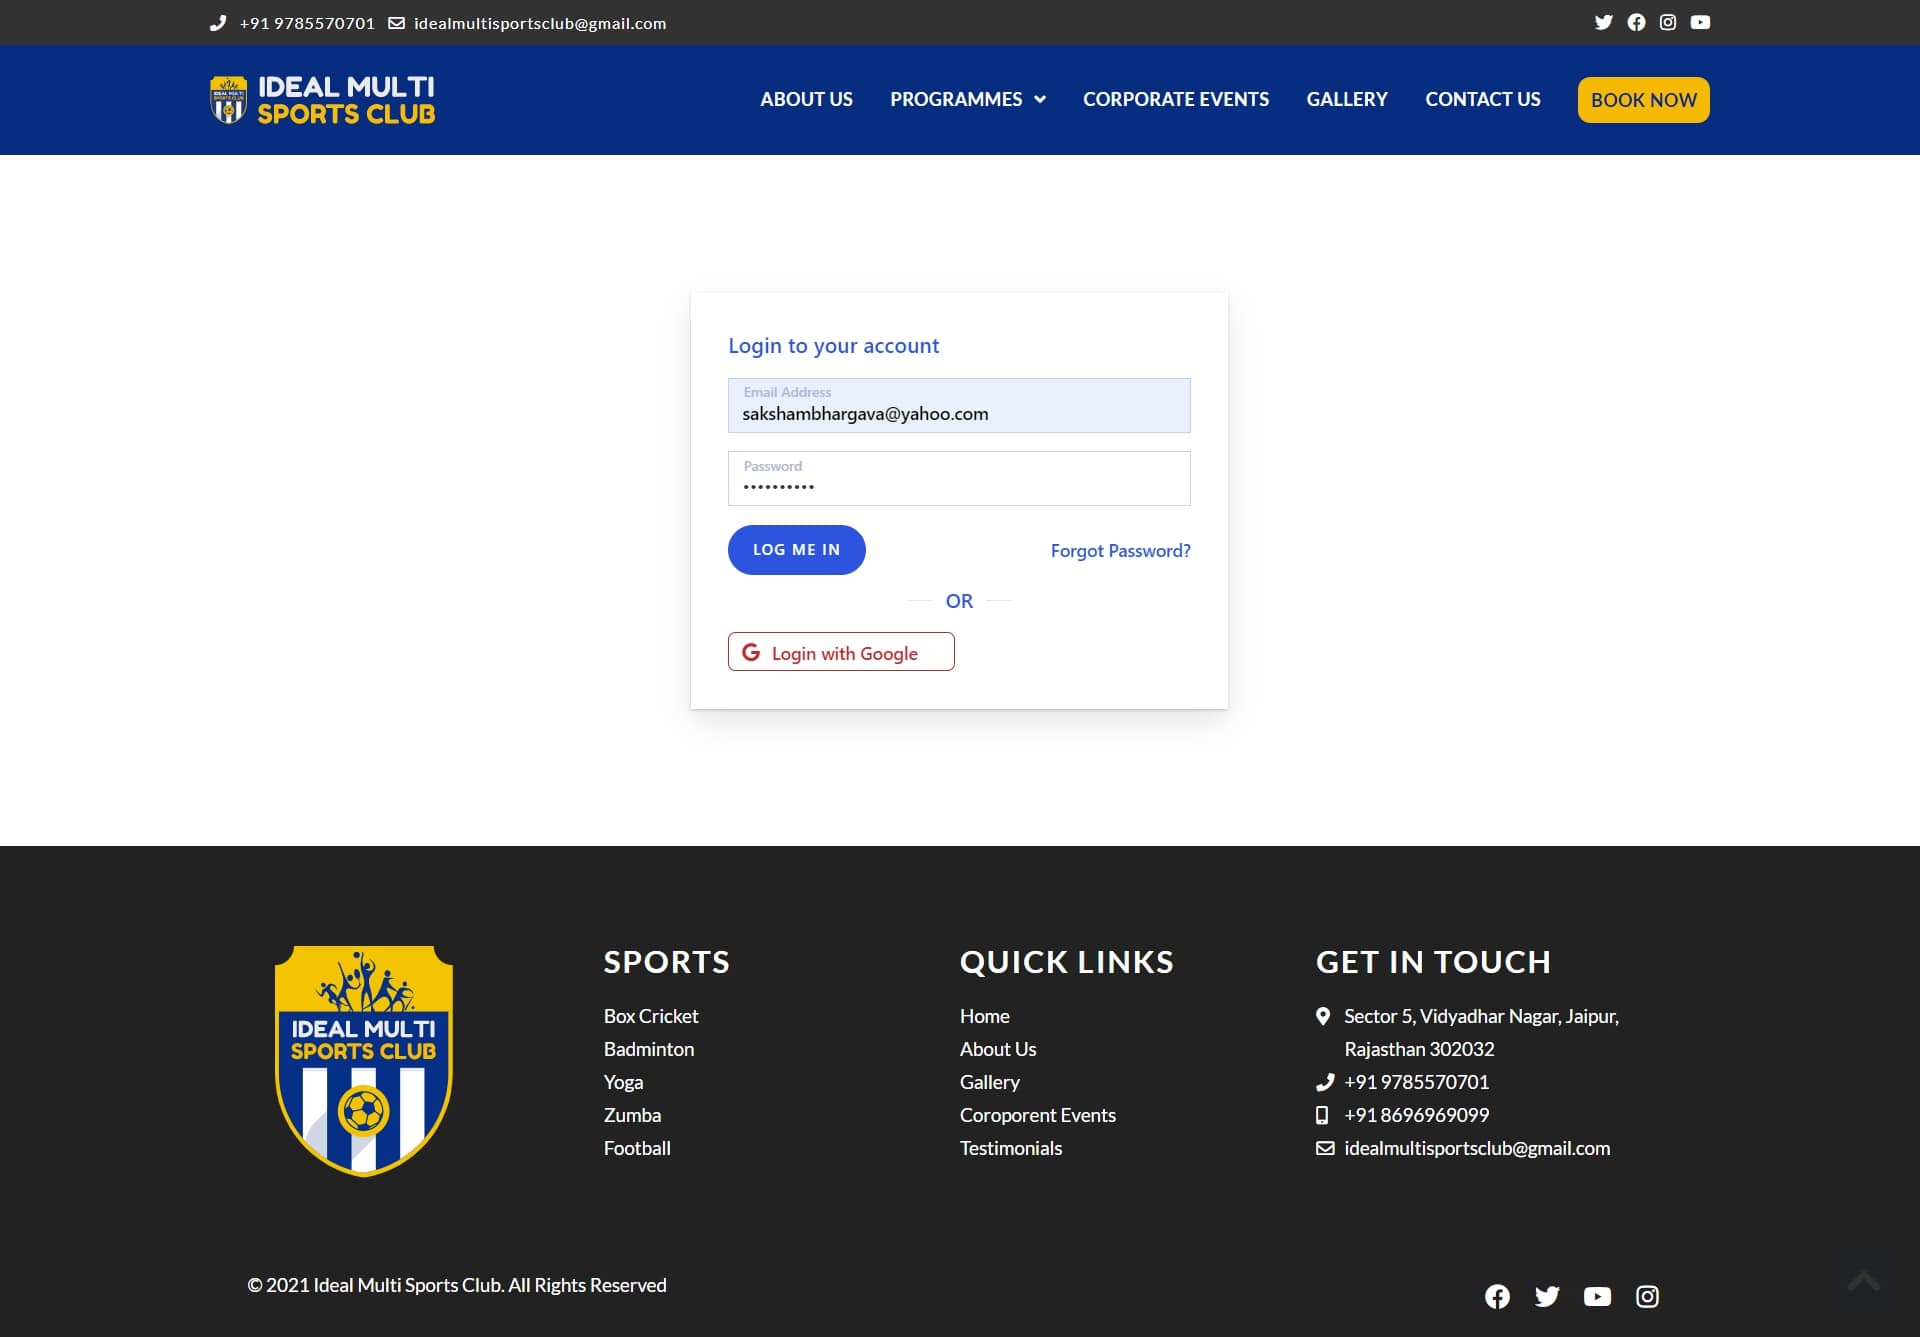 +91 9785570701 idealmultisportsclub@gmail.com
IDEAL MULTI
SPORTS CLUB
ABOUT US PROGRAMMES CORPORATE EVENTS GALLERY CONTACT US BOOK NOW
Login to your account
Email Address
sakshambhargava@yahoo.com
Password
••••••••••
LOG ME IN Forgot Password?
OR
Login with Google
IDEAL MULTI
SPORTS CLUB
SPORTS
Box Cricket
Badminton
Yoga
Zumba
Football
QUICK LINKS
Home
About Us
Gallery
Coroporent Events
Testimonials
GET IN TOUCH
Sector 5, Vidyadhar Nagar, Jaipur,
Rajasthan 302032
+91 9785570701
+91 8696969099
idealmultisportsclub@gmail.com
© 2021 Ideal Multi Sports Club. All Rights Reserved